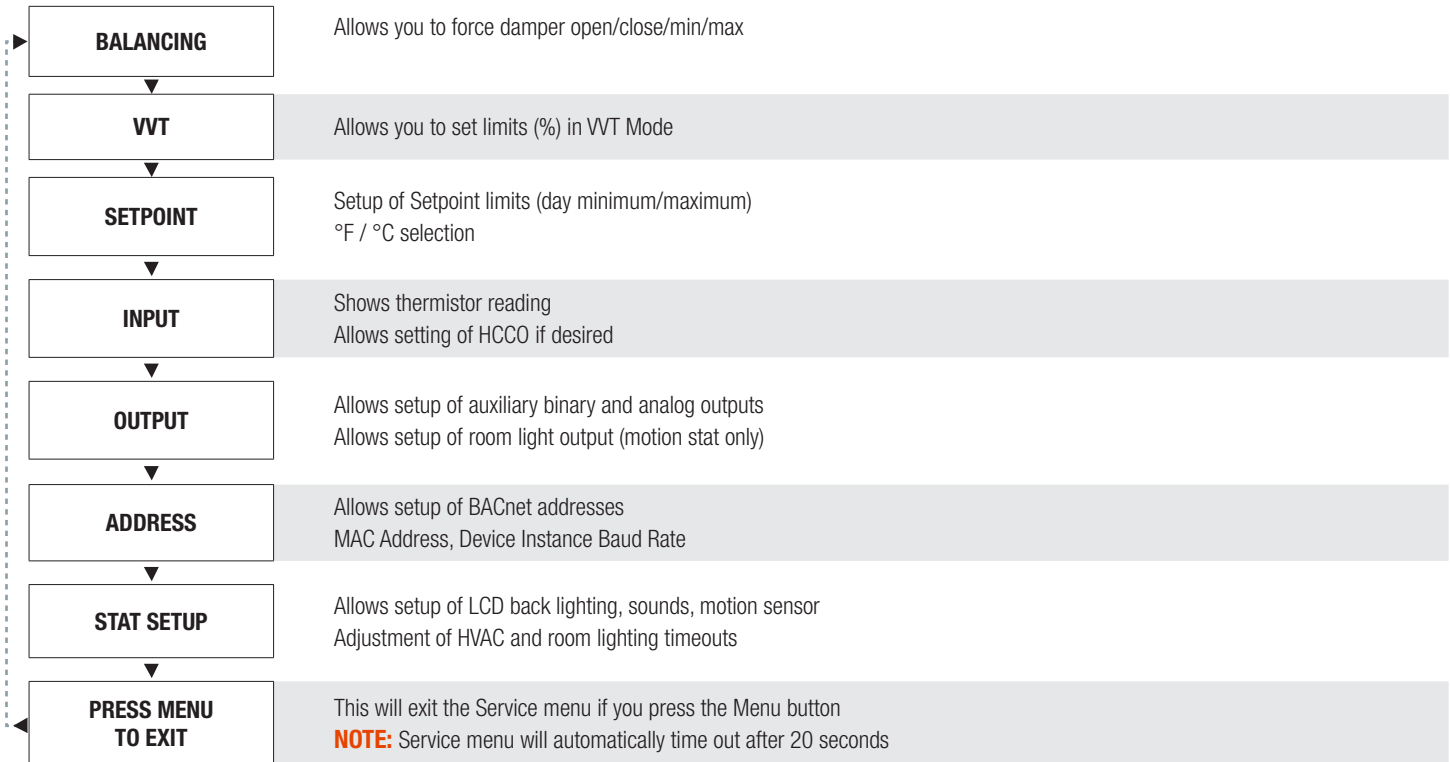 BALANCING
Allows you to force damper open/close/min/max
VVT
Allows you to set limits (%) in VVT Mode
SETPOINT
Setup of Setpoint limits (day minimum/maximum)
°F / °C selection
INPUT
Shows thermistor reading
Allows setting of HCCO if desired
OUTPUT
Allows setup of auxiliary binary and analog outputs
Allows setup of room light output (motion stat only)
ADDRESS
Allows setup of BACnet addresses
MAC Address, Device Instance Baud Rate
STAT SETUP
Allows setup of LCD back lighting, sounds, motion sensor
Adjustment of HVAC and room lighting timeouts
PRESS MENU
TO EXIT
This will exit the Service menu if you press the Menu button
NOTE: Service menu will automatically time out after 20 seconds